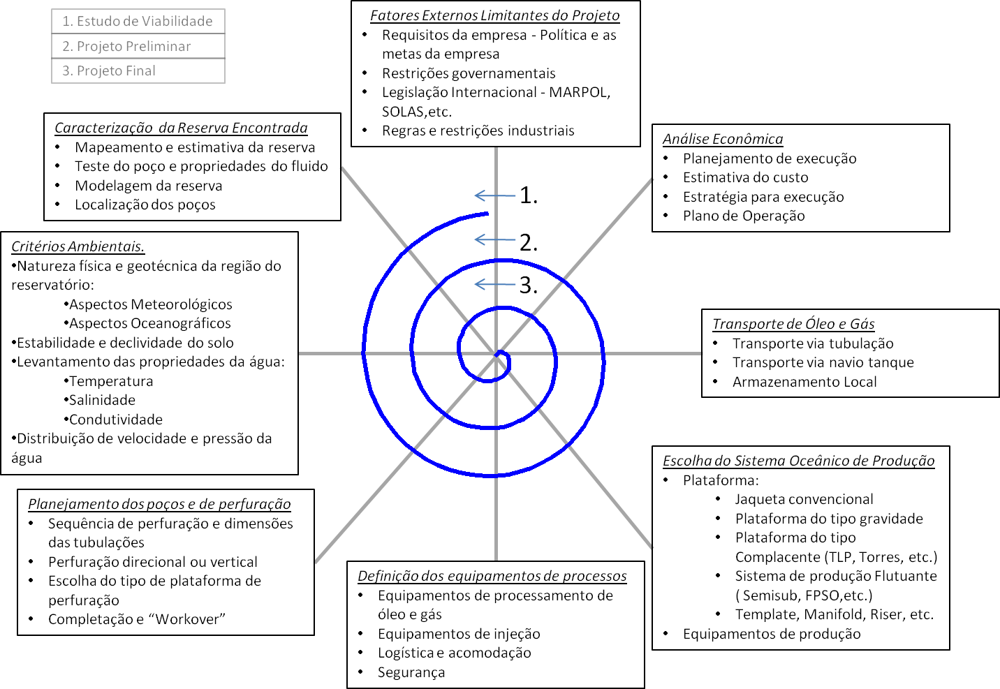 1. Estudo de Viabilidade
2. Projeto Preliminar
3. Projeto Final
Fatores Externos Limitantes do Projeto
• Requisitos da empresa - Política e as
metas da empresa
• Restrições governamentais
• Legislação Internacional - MARPOL,
SOLAS,etc.
• Regras e restrições industriais
Caracterização da Reserva Encontrada
• Mapeamento e estimativa da reserva
• Teste do poço e propriedades do fluido
• Modelagem da reserva
• Localização dos poços
Análise Econômica
• Planejamento de execução
• Estimativa do custo
• Estratégia para execução
• Plano de Operação
1.
2.
3.
Critérios Ambientais.
•Natureza física e geotécnica da região do
reservatório:
•Aspectos Meteorológicos
•Aspectos Oceanográficos
•Estabilidade e declividade do solo
•Levantamento das propriedades da água:
•Temperatura
•Salinidade
•Condutividade
•Distribuição de velocidade e pressão da
água
Transporte de Óleo e Gás
• Transporte via tubulação
• Transporte via navio tanque
• Armazenamento Local
Escolha do Sistema Oceânico de Produção
• Plataforma:
• Jaqueta convencional
• Plataforma do tipo gravidade
• Plataforma do tipo
Complacente (TLP, Torres, etc.)
• Sistema de produção Flutuante
( Semisub, FPSO,etc.)
• Template, Manifold, Riser, etc.
• Equipamentos de produção
Planejamento dos poços e de perfuração
• Sequência de perfuração e dimensões
das tubulações
• Perfuração direcional ou vertical
• Escolha do tipo de plataforma de
perfuração
• Completação e “Workover”
Definição dos equipamentos de processos
• Equipamentos de processamento de
óleo e gás
• Equipamentos de injeção
• Logística e acomodação
• Segurança